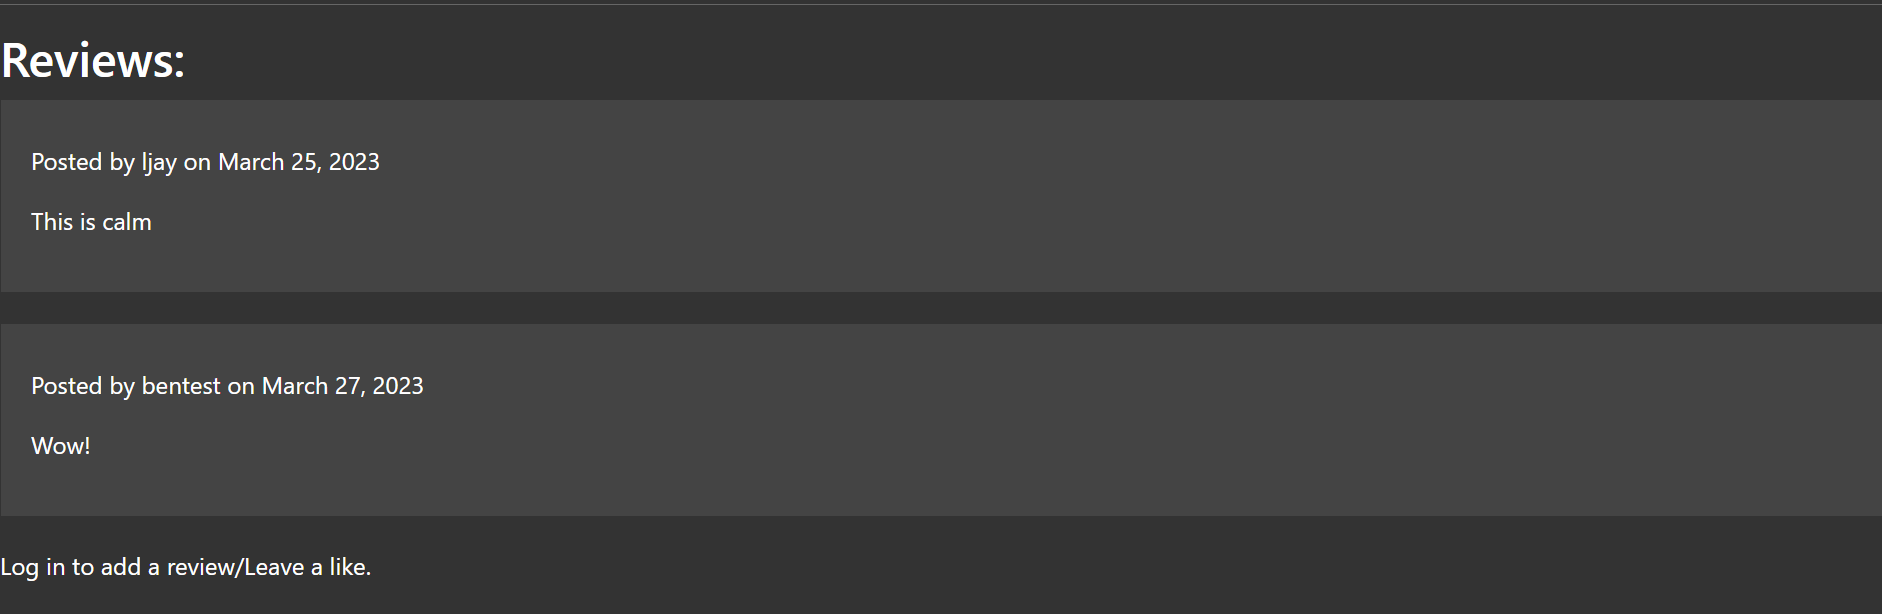 Reviews:
Posted by ljay on March 25, 2023
This is calm
Posted by bentest on March 27, 2023
Wow!
Log in to add a review/Leave a like.